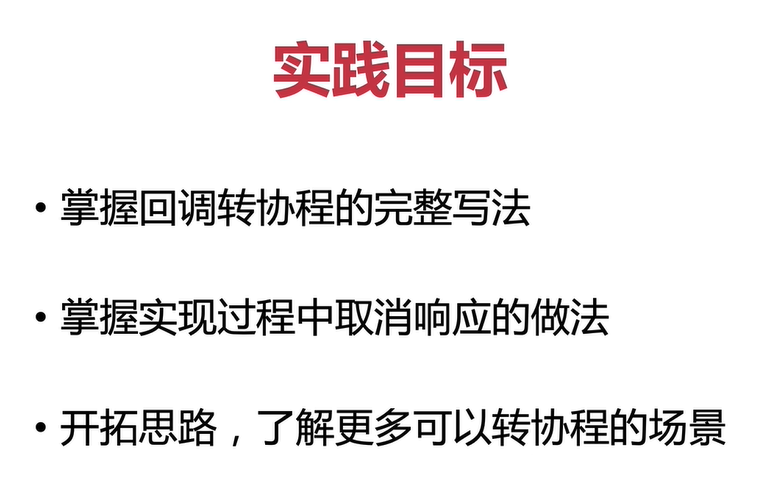 实践目标
• 掌握回调转协程的完整写法
• 掌握实现过程中取消响应的做法
• 开拓思路，了解更多可以转协程的场景